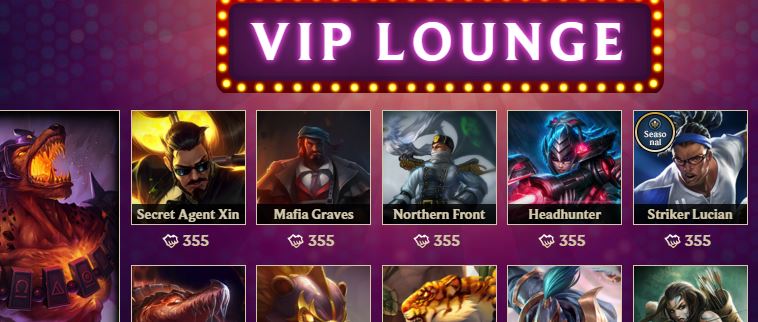 VIP LOUNGE
Seaso
nal
Secret Agent Xin
Mafia Graves
Northern Front
Headhunter
Striker Lucian
355
355
355
355
355